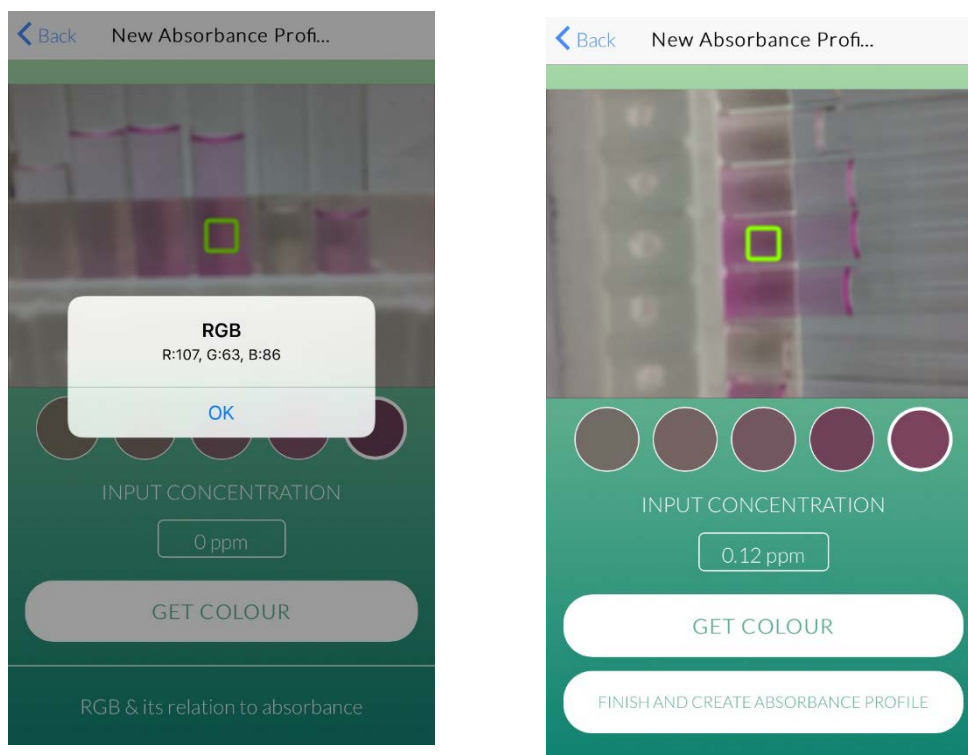 Back New Absorbance Profi...
RGB
R:107, G:63, B:86
OK
INPUT CONCENTRATION
0 ppm
GET COLOUR
RGB & its relation to absorbance
Back New Absorbance Profi...
INPUT CONCENTRATION
0.12 ppm
GET COLOUR
FINISH AND CREATE ABSORBANCE PROFILE